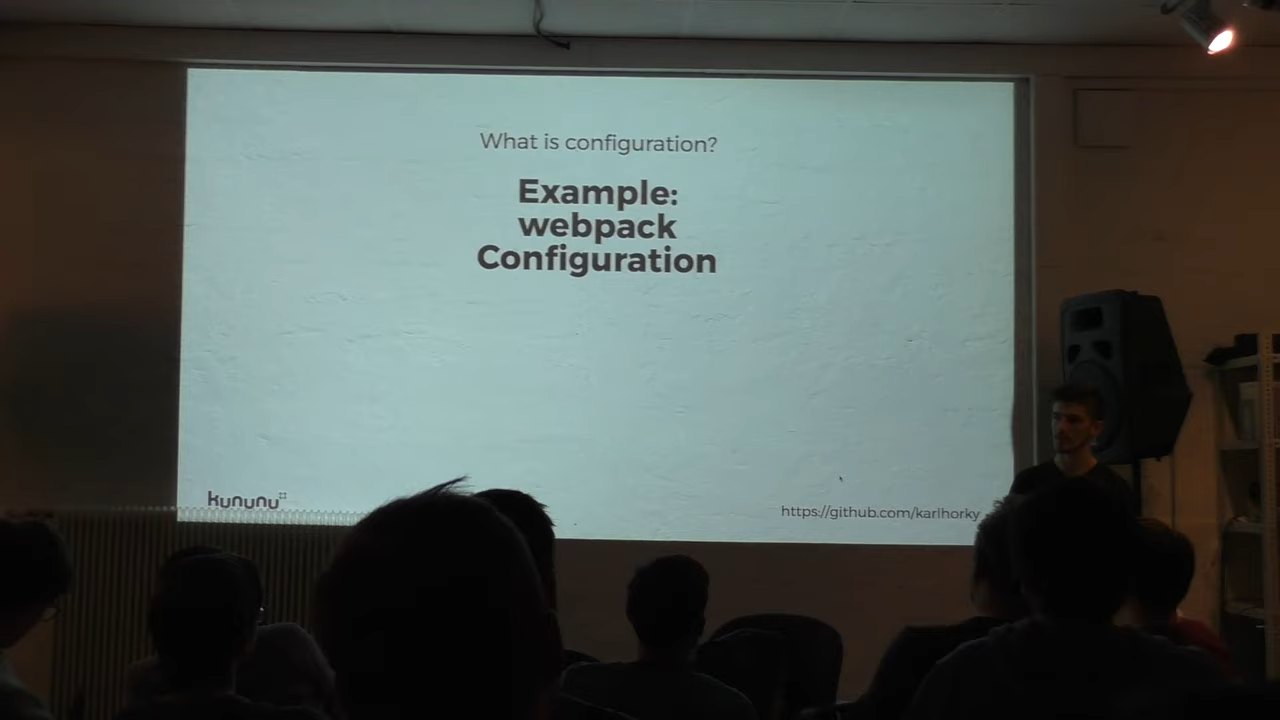 What is configuration?
Example:
webpack
Configuration
kununu
https://github.com/karlhorky